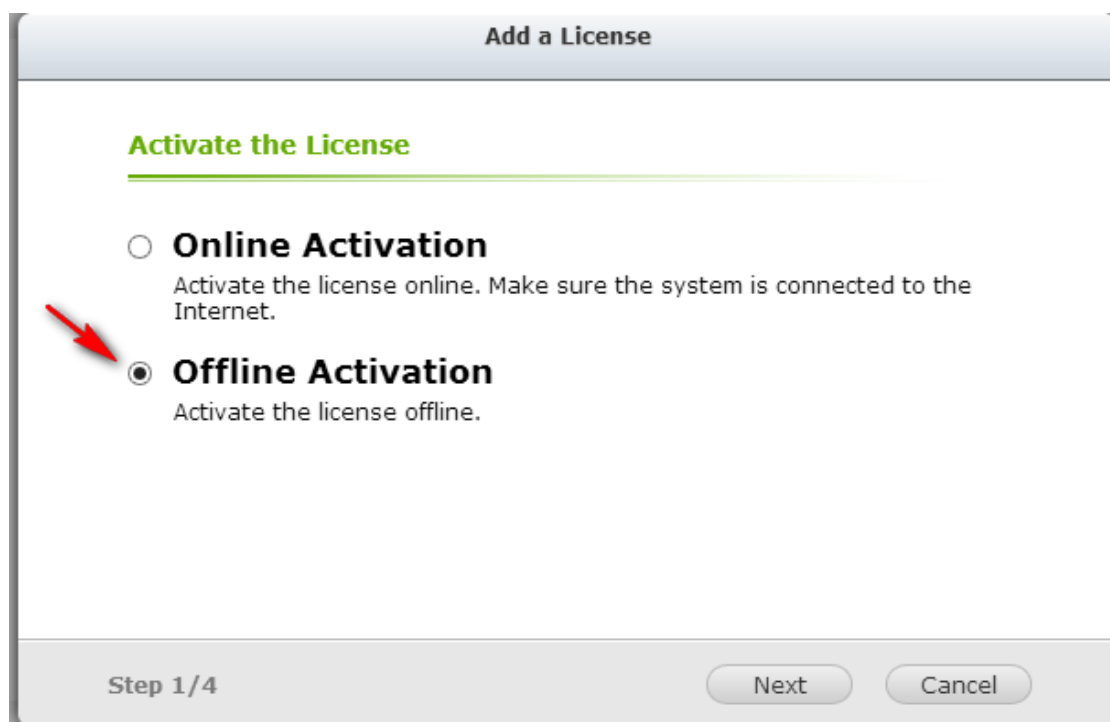 Add a License
Activate the License
Online Activation
Activate the license online. Make sure the system is connected to the
Internet.
Offline Activation
Activate the license offline.
Step 1/4
Next
Cancel